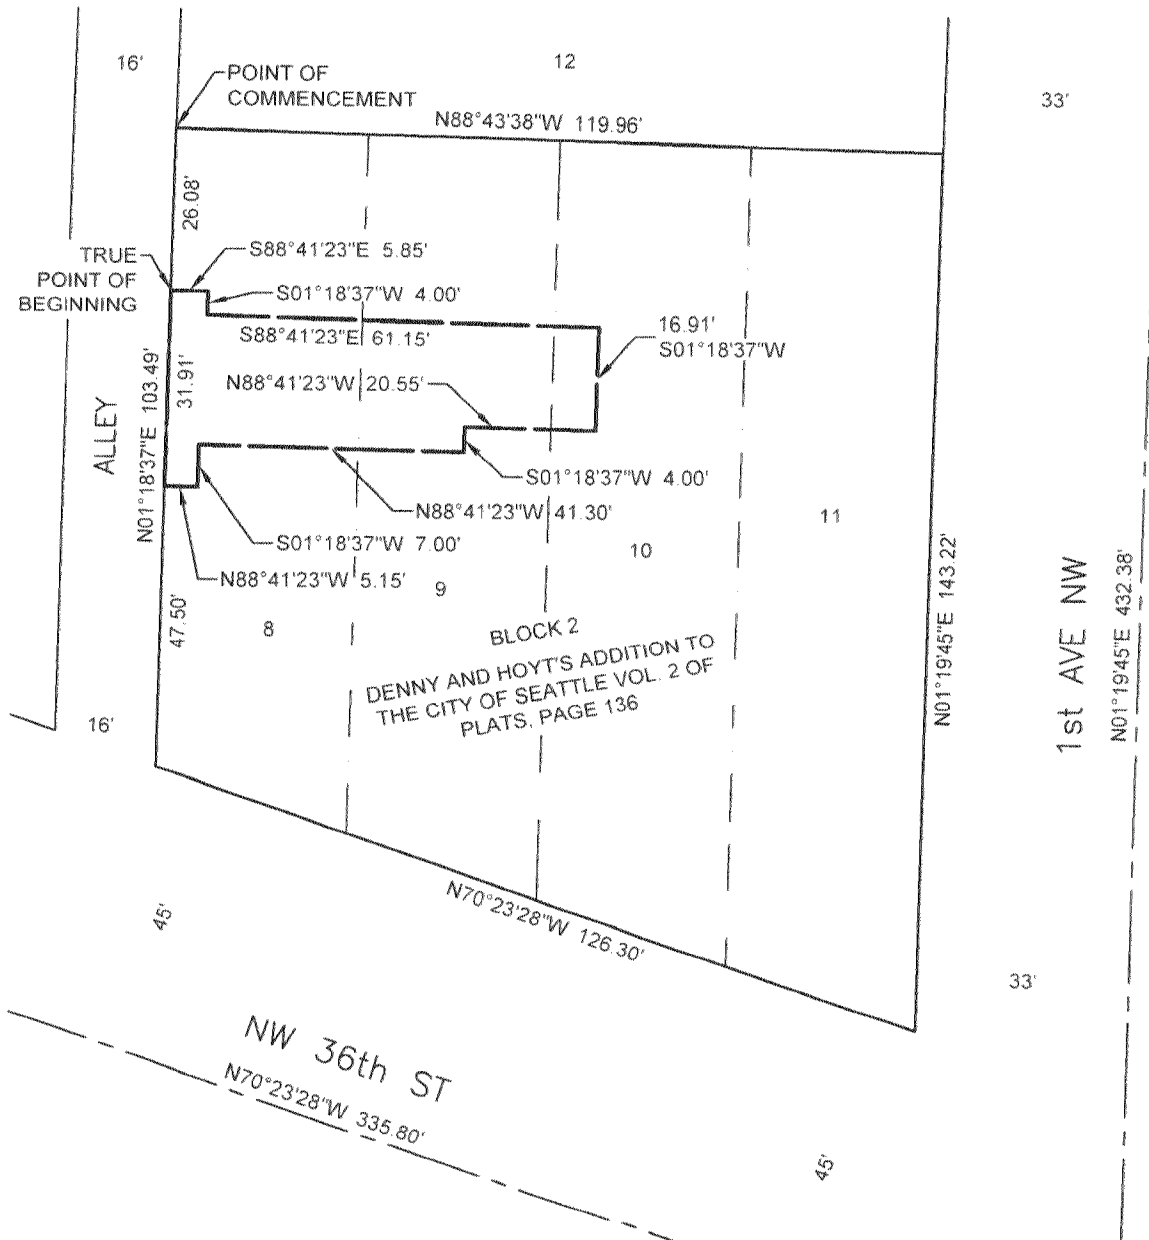 16'
12
POINT OF
COMMENCEMENT
33'
N88°43'38"W 119.96'
26.08'
TRUE
POINT OF
BEGINNING
S88°41'23"E 5.85'
S01°18'37"W 4.00'
S88°41'23"E 61.15'
16.91'
S01°18'37"W
N88°41'23"W 20.55'
31.91'
N01°18'37"E 103.49'
ALLEY
S01°18'37"W 4.00'
N88°41'23"W 41.30'
11
S01°18'37"W 7.00'
10
N88°41'23"W 5.15'
9
8
47.50'
BLOCK 2
DENNY AND HOYT'S ADDITION TO
THE CITY OF SEATTLE VOL. 2 OF
PLATS, PAGE 136
N01°19'45"E 143.22'
1st AVE NW
N01°19'45"E 432.38'
16'
N70°23'28"W 126.30'
45'
33'
NW 36th ST
N70°23'28"W 335.80'
45'